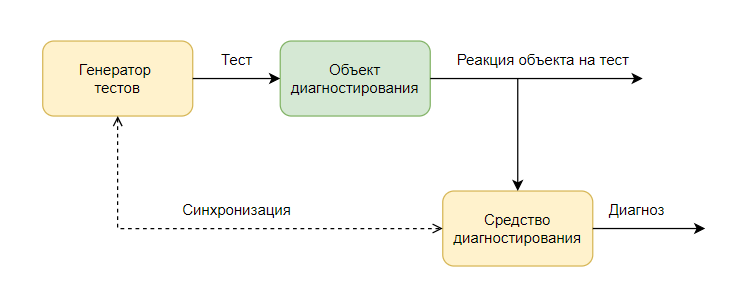 Генератор
тестов
Тест
Объект
диагностирования
Реакция объекта на тест
Синхронизация
Средство
диагностирования
Диагноз